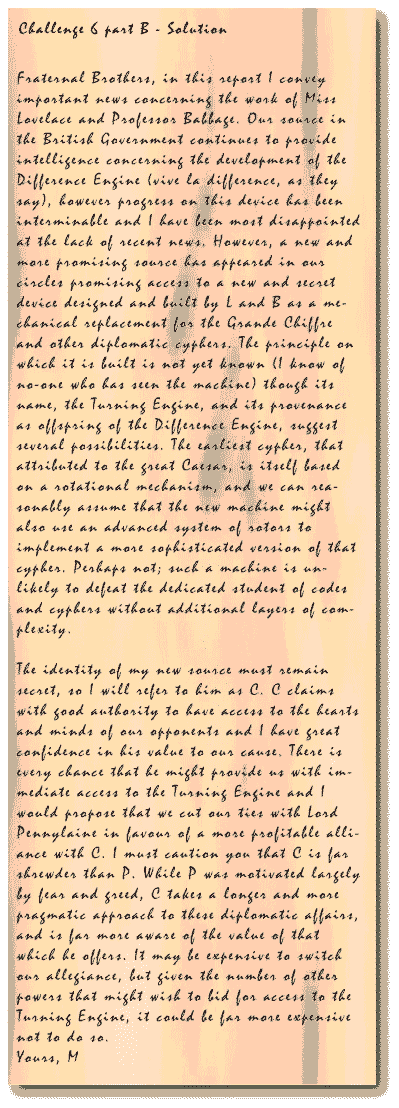 Challenge 6 part B - Solution
Fraternal Brothers, in this report I convey
important news concerning the work of Miss
Lovelace and Professor Babbage. Our source in
the British Government continues to provide
intelligence concerning the development of the
Difference Engine (vive la difference, as they
say), however progress on this device has been
interminable and I have been most disappointed
at the lack of recent news. However, a new and
more promising source has appeared in our
circles promising access to a new and secret
device designed and built by L and B as a me-
chanical replacement for the Grande Chiffre
and other diplomatic cyphers. The principle on
which it is built is not yet known (I know of
no-one who has seen the machine) though its
name, the Turning Engine, and its provenance
as offspring of the Difference Engine, suggest
several possibilities. The earliest cypher, that
attributed to the great Caesar, is itself based
on a rotational mechanism, and we can rea-
sonably assume that the new machine might
also use an advanced system of rotors to
implement a more sophisticated version of that
cypher. Perhaps not; such a machine is un-
likely to defeat the dedicated student of codes
and cyphers without additional layers of com-
plexity.
The identity of my new source must remain
secret, so I will refer to him as C. C claims
with good authority to have access to the hearts
and minds of our opponents and I have great
confidence in his value to our cause. There is
every chance that he might provide us with im-
mediate access to the Turning Engine and I
would propose that we cut our ties with Lord
Pennylaine in favour of a more profitable alli-
ance with C. I must caution you that C is far
shrewder than P. While P was motivated largely
by fear and greed, C takes a longer and more
pragmatic approach to these diplomatic affairs,
and is far more aware of the value of that
which he offers. It may be expensive to switch
our allegiance, but given the number of other
powers that might wish to bid for access to the
Turning Engine, it could be far more expensive
not to do so.
Yours, M